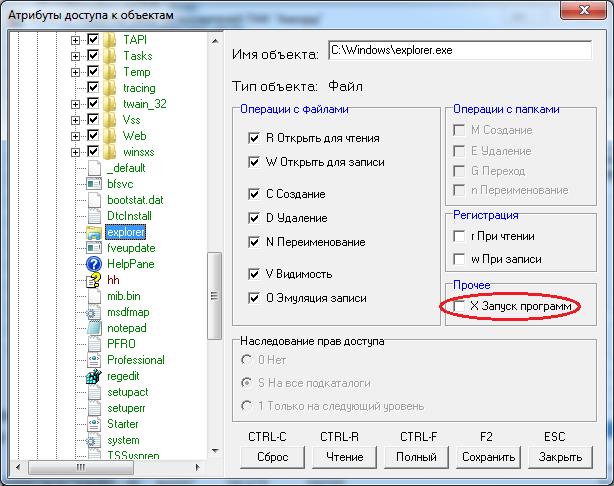 Атрибуты доступа к объектам
TAPI
Tasks
Temp
tracing
twain_32
Vss
Web
winsxs
_default
bfsvc
bootstat.dat
DtcInstall
explorer
fveupdate
HelpPane
hh
mib.bin
msdfmap
notepad
PFRO
Professional
regedit
setupact
setuperr
Starter
system
TSSysprep
Имя объекта: C:\Windows\explorer.exe
Тип объекта: Файл
Операции с файлами
R Открыть для чтения
W Открыть для записи
C Создание
D Удаление
N Переименование
V Видимость
O Эмуляция записи
Операции с папками
M Создание
E Удаление
G Переход
n Переименование
Регистрация
r При чтении
w При записи
Прочее
X Запуск программ
Наследование прав доступа
0 Нет
S На все подкаталоги
1 Только на следующий уровень
CTRL-C CTRL-R CTRL-F F2 ESC
Сброс Чтение Полный Сохранить Закрыть